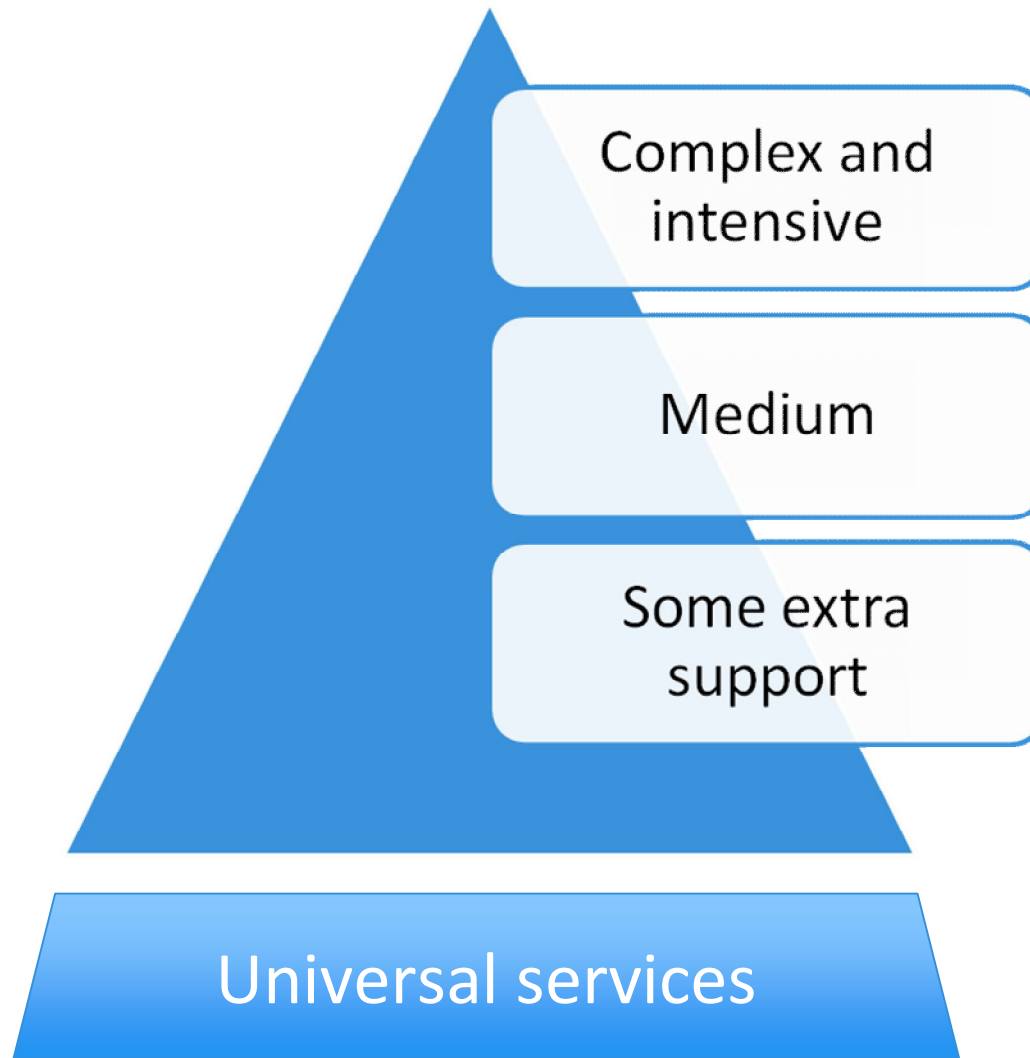 Complex and
intensive
Medium
Some extra
support
Universal services